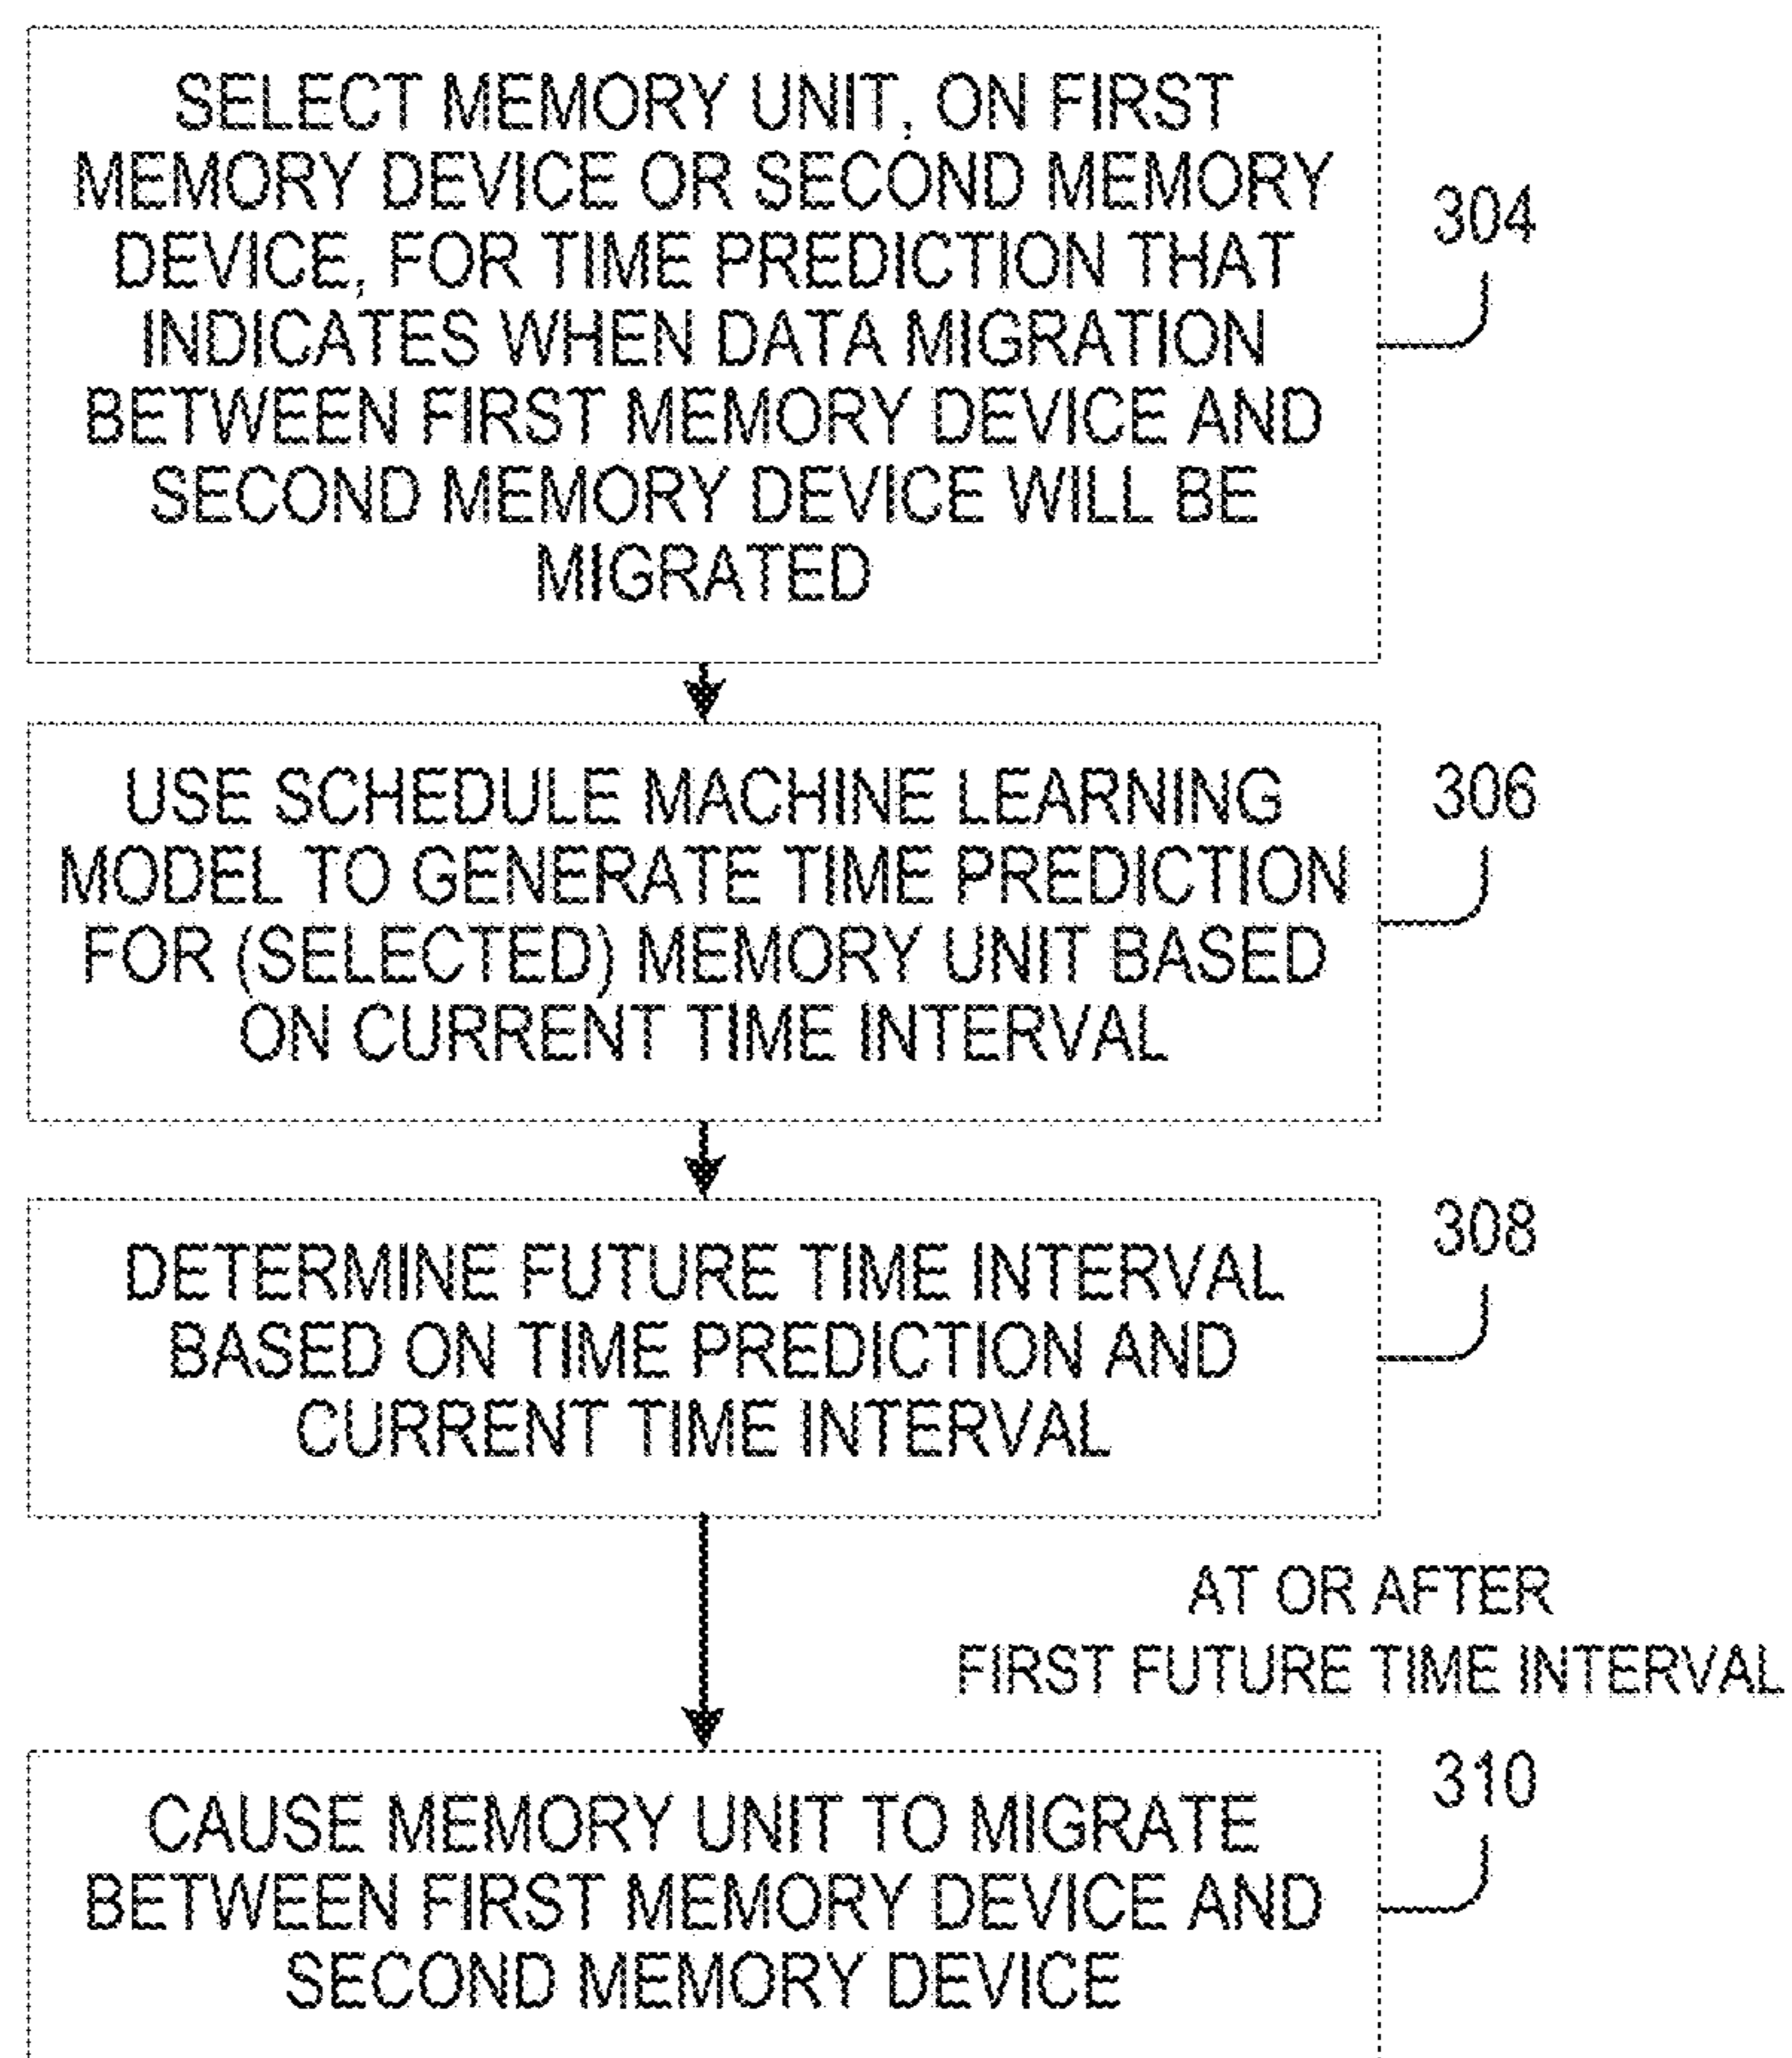 SELECT MEMORY UNIT, ON FIRST
MEMORY DEVICE OR SECOND MEMORY
DEVICE, FOR TIME PREDICTION THAT
INDICATES WHEN DATA MIGRATION
BETWEEN FIRST MEMORY DEVICE AND
SECOND MEMORY DEVICE WILL BE
MIGRATED
304
USE SCHEDULE MACHINE LEARNING
MODEL TO GENERATE TIME PREDICTION
FOR (SELECTED) MEMORY UNIT BASED
ON CURRENT TIME INTERVAL
306
DETERMINE FUTURE TIME INTERVAL
BASED ON TIME PREDICTION AND
CURRENT TIME INTERVAL
308
AT OR AFTER
FIRST FUTURE TIME INTERVAL
CAUSE MEMORY UNIT TO MIGRATE
BETWEEN FIRST MEMORY DEVICE AND
SECOND MEMORY DEVICE
310